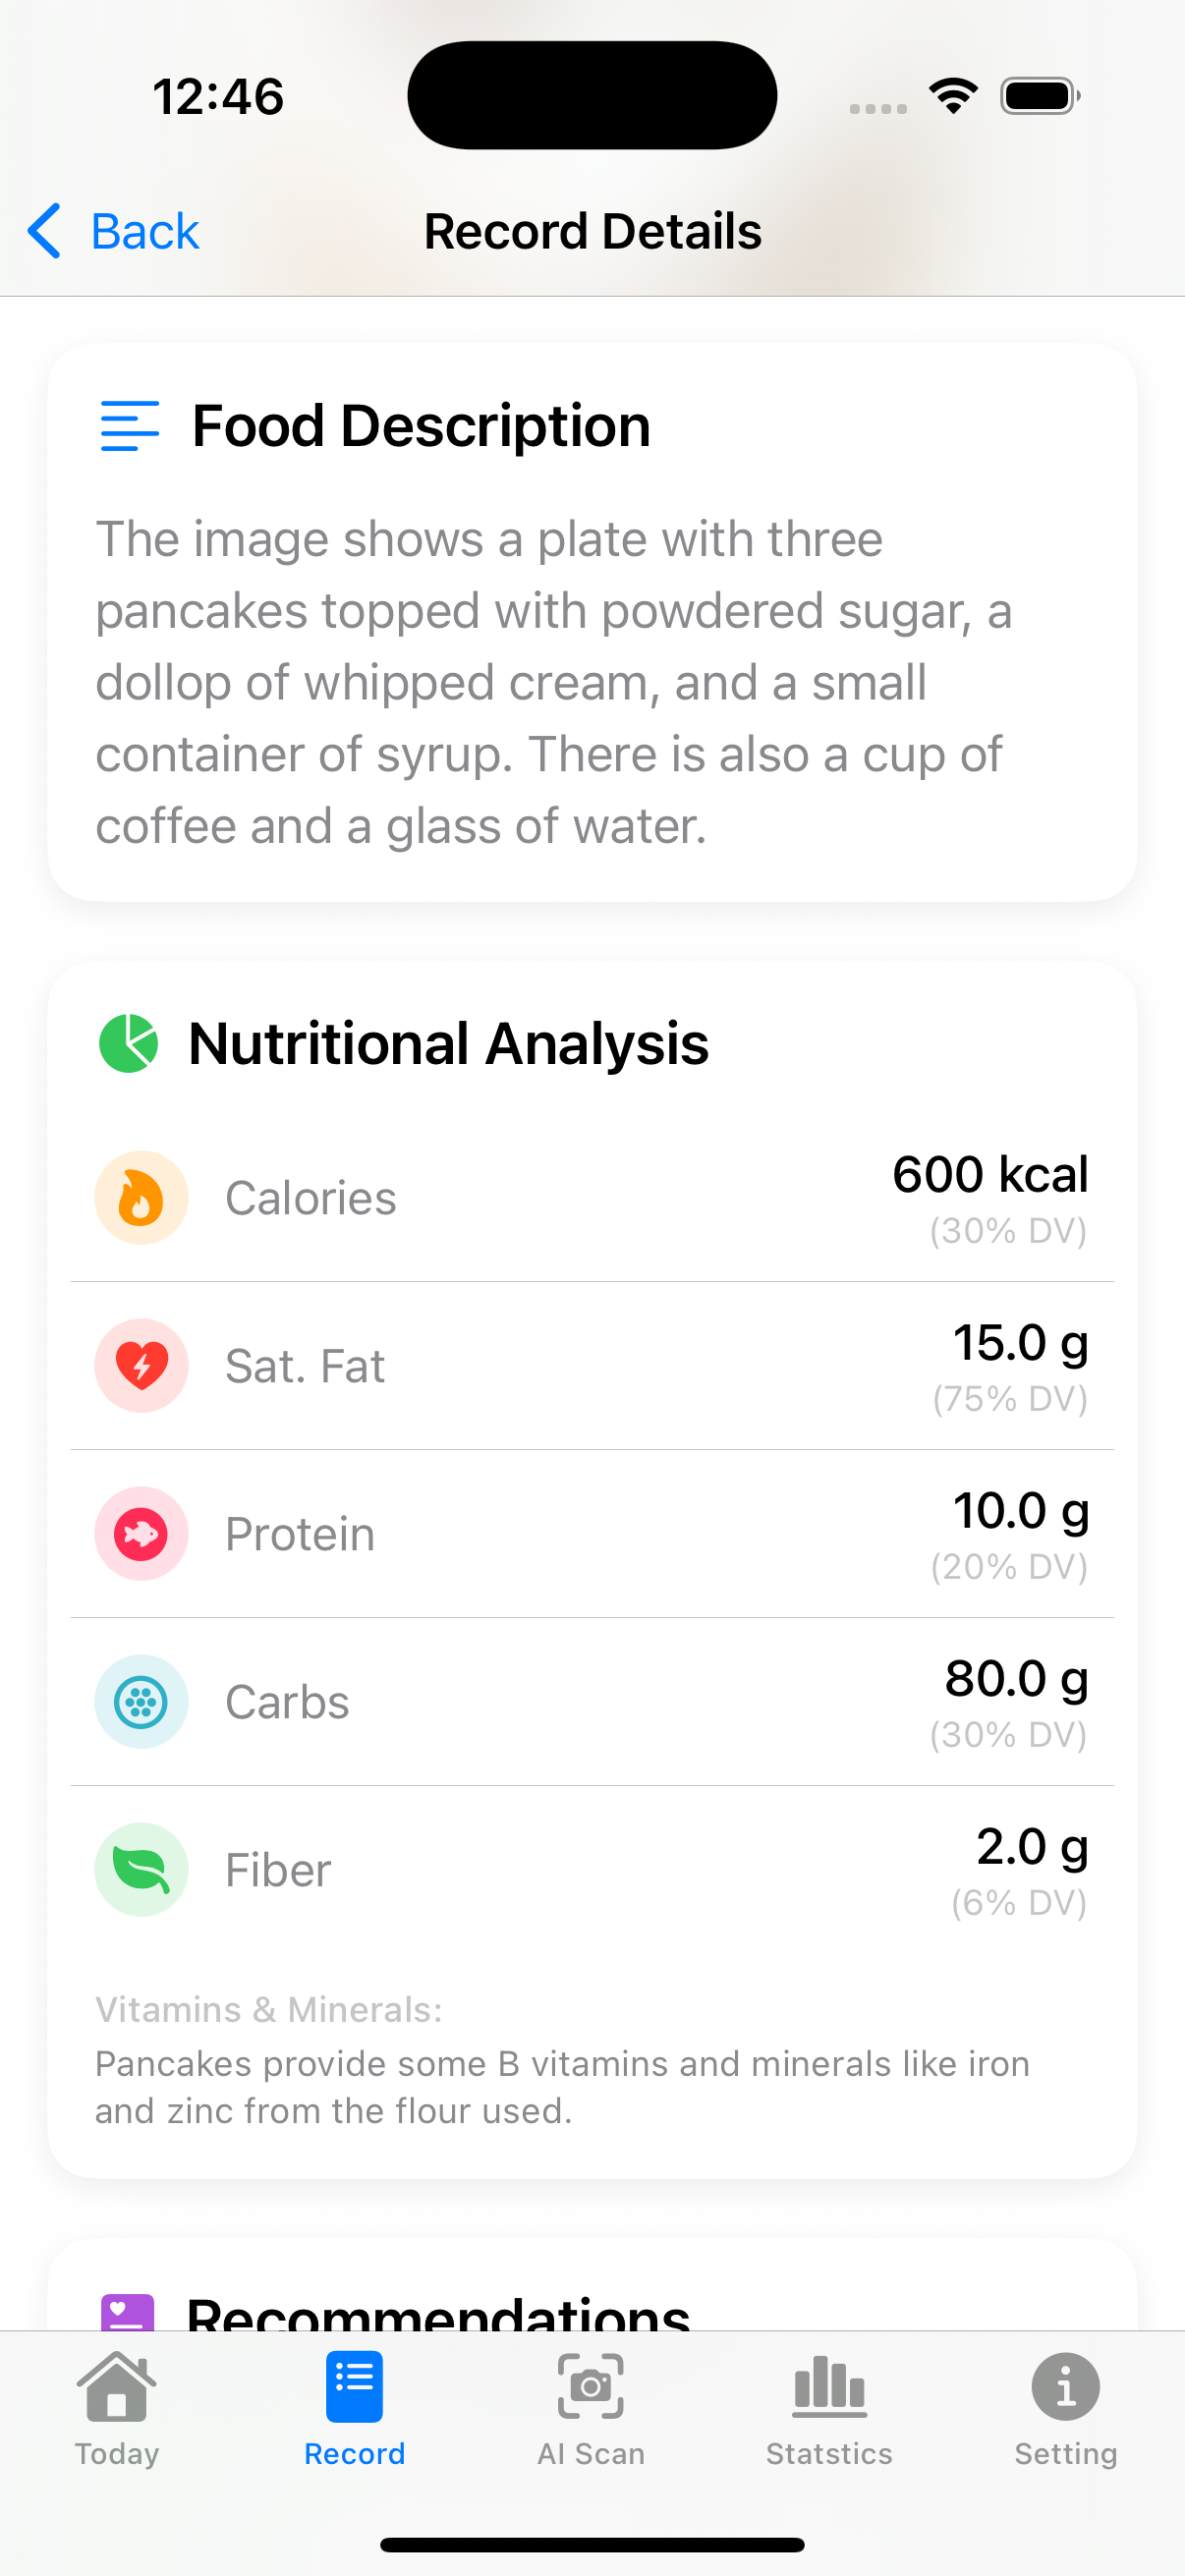 12:46
Back
Record Details
Food Description
The image shows a plate with three
pancakes topped with powdered sugar, a
dollop of whipped cream, and a small
container of syrup. There is also a cup of
coffee and a glass of water.
Nutritional Analysis
Calories
600 kcal
(30% DV)
Sat. Fat
15.0 g
(75% DV)
Protein
10.0 g
(20% DV)
Carbs
80.0 g
(30% DV)
Fiber
2.0 g
(6% DV)
Vitamins & Minerals:
Pancakes provide some B vitamins and minerals like iron
and zinc from the flour used.
Recommendations
Today
Record
AI Scan
Statstics
Setting